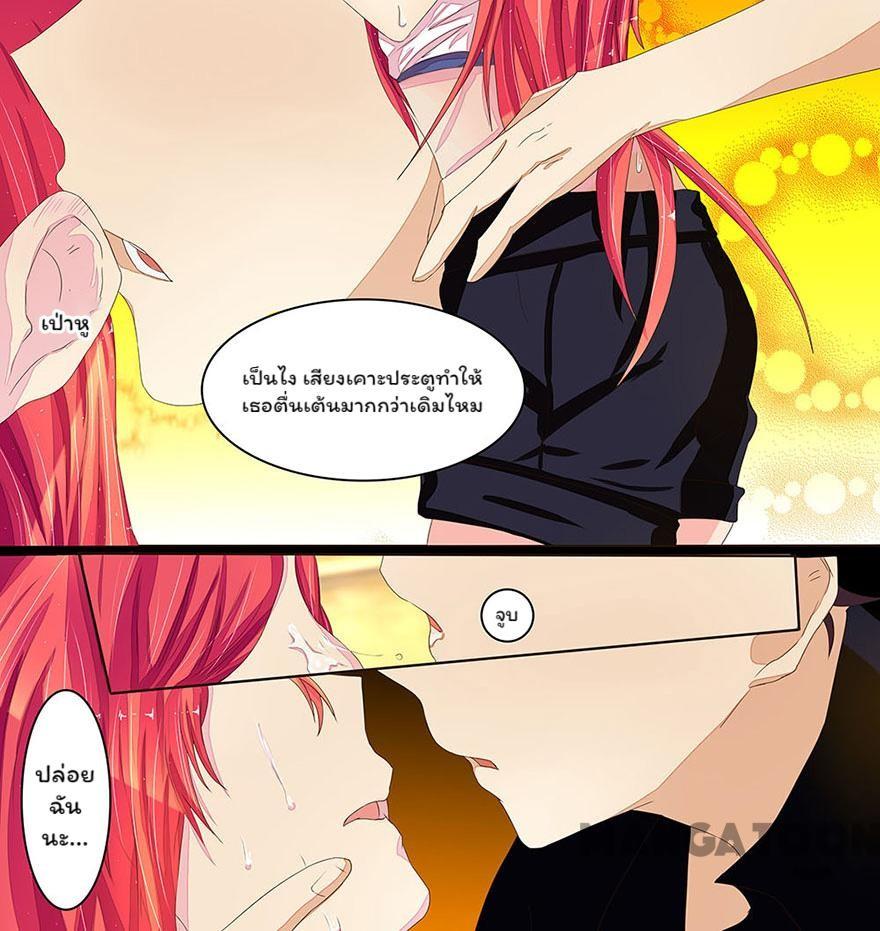 เป่าหู
เป็นไง เสียงเคาะประตูทำให้
เธอตื่นเต้นมากกว่าเดิมไหม
จูบ
ปล่อย
ฉัน
นะ...
MANGATOON